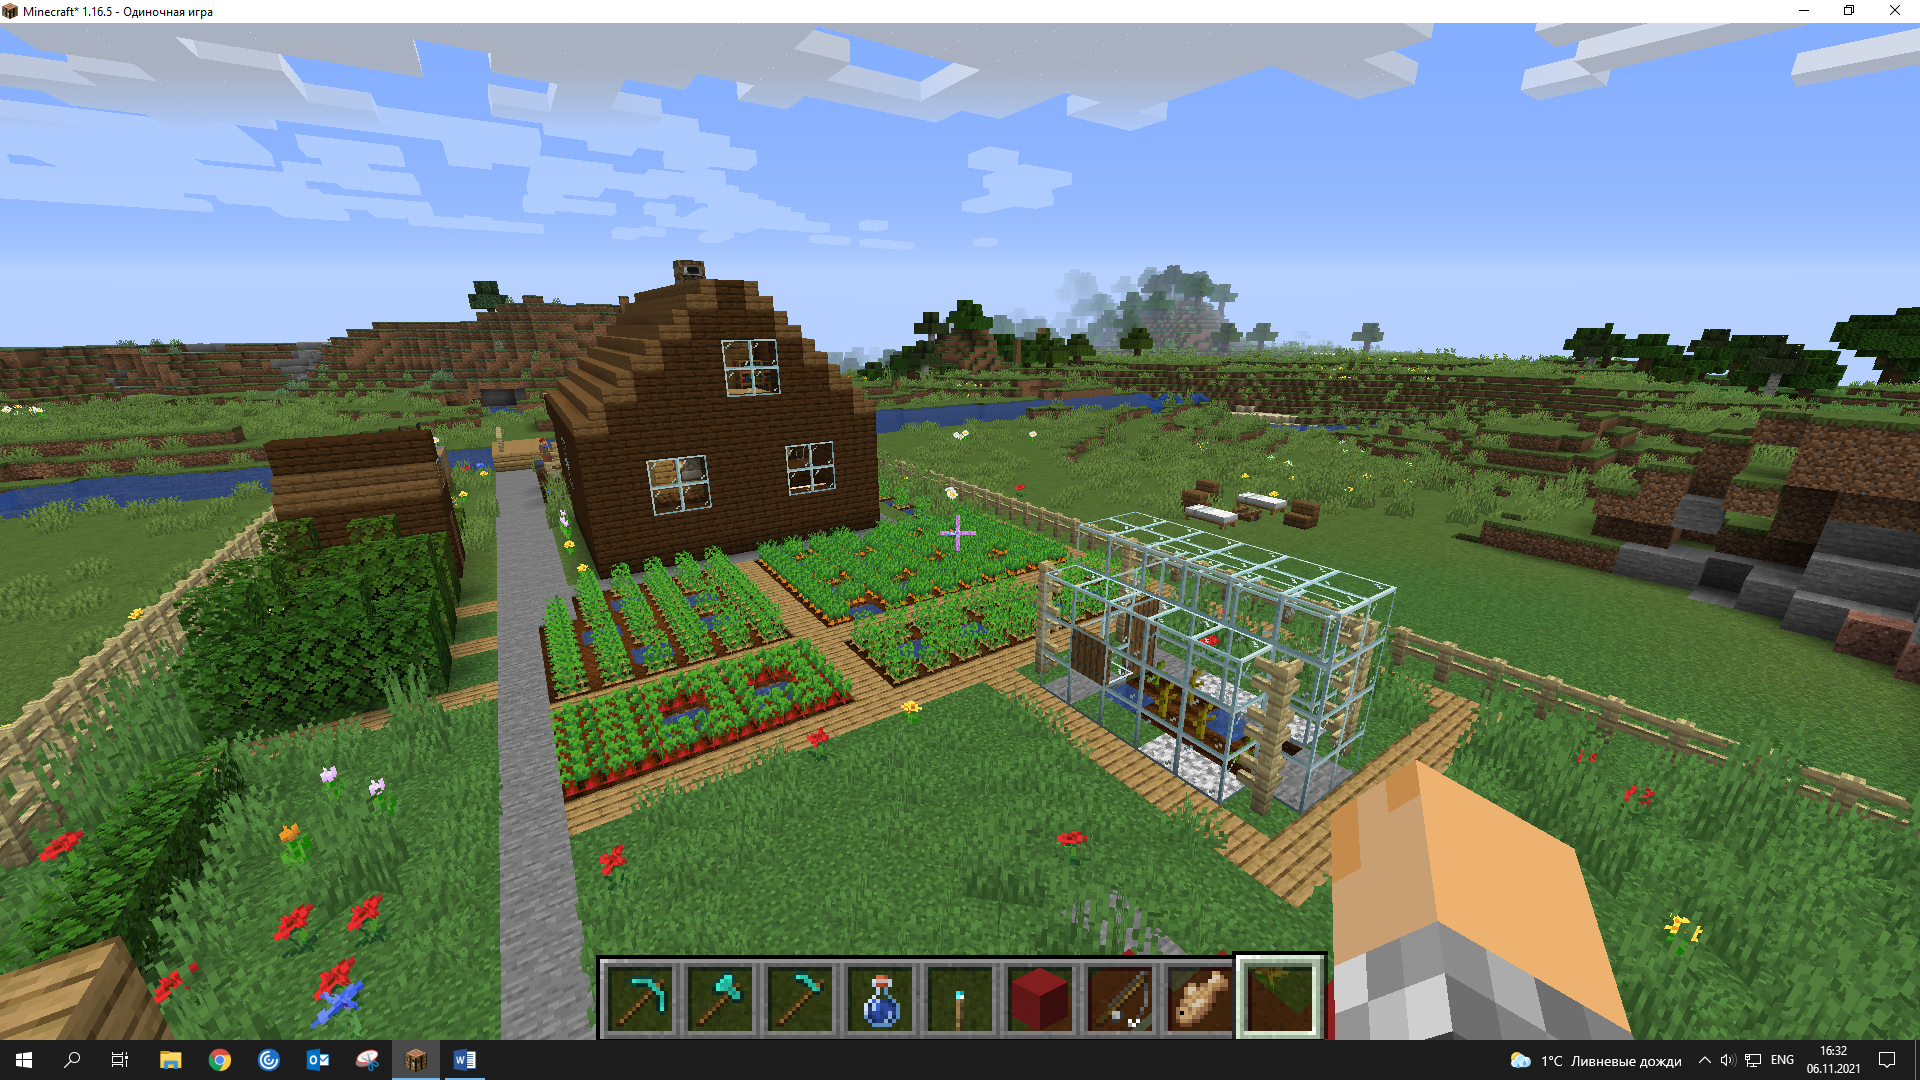 Minecraft* 1.16.5 - Одиночная игра
1°C Ливневые дожди
ENG
16:32
06.11.2021